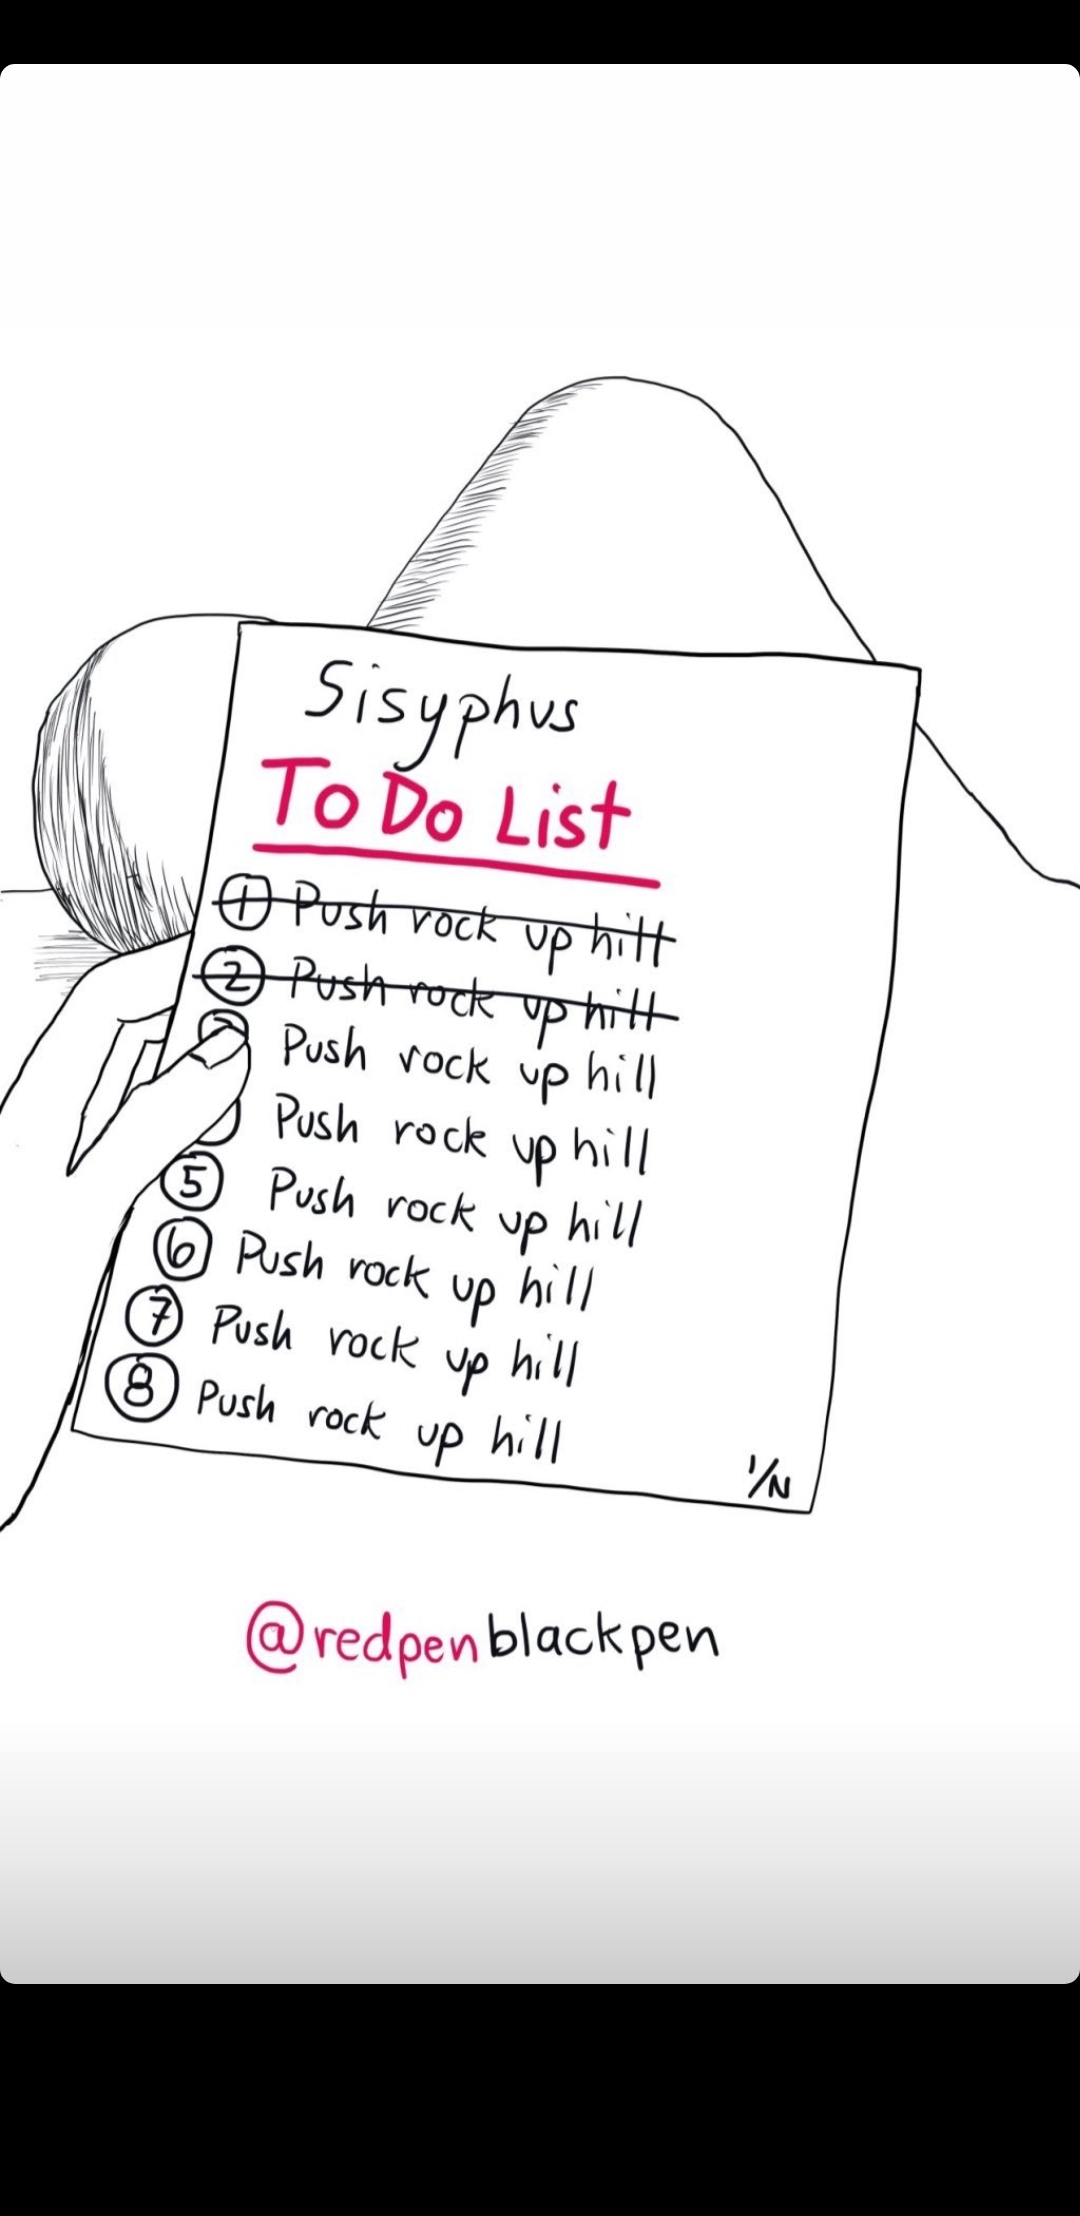 Sisyphus
To Do List
1 Push rock up hill
2 Push rock up hill
Push rock up hill
Push rock up hill
5 Push rock up hill
6 Push rock up hill
7 Push rock up hill
8 Push rock up hill
1/N
@redpenblackpen